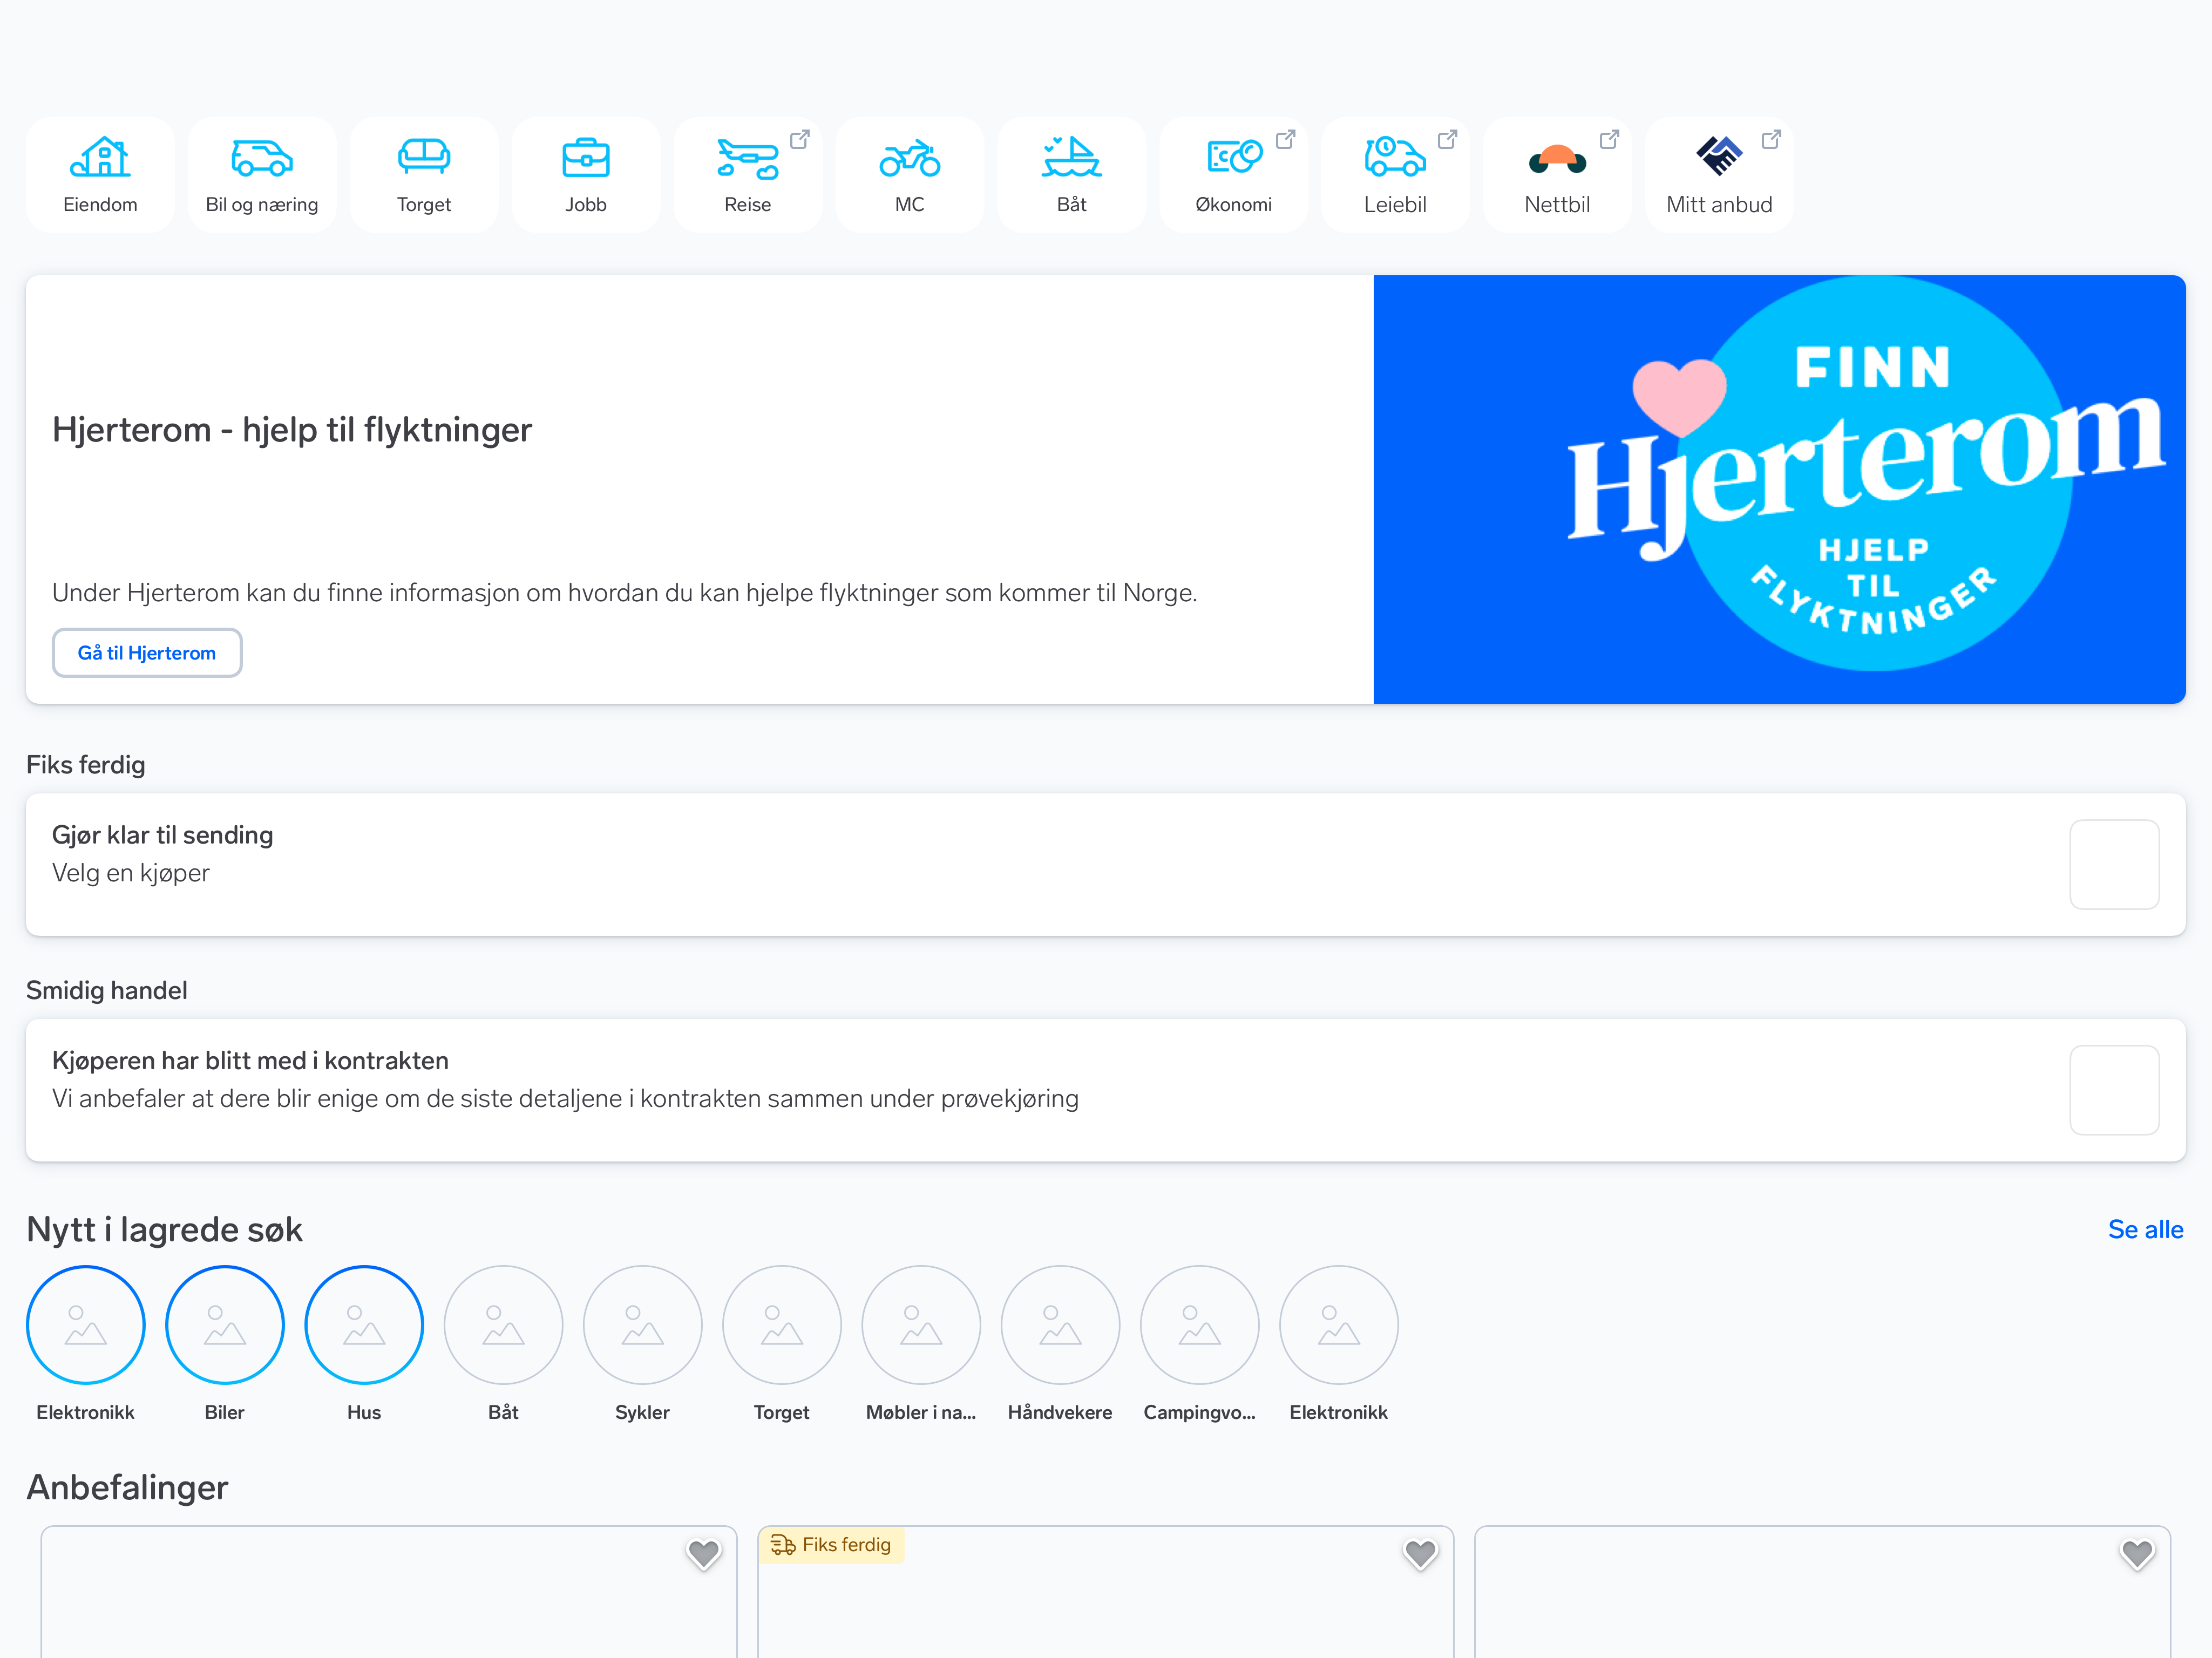 Eiendom
Bil og næring
Torget
Jobb
Reise
MC
Båt
Økonomi
Leiebil
Nettbil
Mitt anbud
Hjerterom - hjelp til flyktninger
Under Hjerterom kan du finne informasjon om hvordan du kan hjelpe flyktninger som kommer til Norge.
Gå til Hjerterom
FINN
Hjerterom
HJELP
TIL
FLYKTNINGER
Fiks ferdig
Gjør klar til sending
Velg en kjøper
Smidig handel
Kjøperen har blitt med i kontrakten
Vi anbefaler at dere blir enige om de siste detaljene i kontrakten sammen under prøvekjøring
Nytt i lagrede søk
Se alle
Elektronikk
Biler
Hus
Båt
Sykler
Torget
Møbler i na...
Håndvekere
Campingvo...
Elektronikk
Anbefalinger
Fiks ferdig